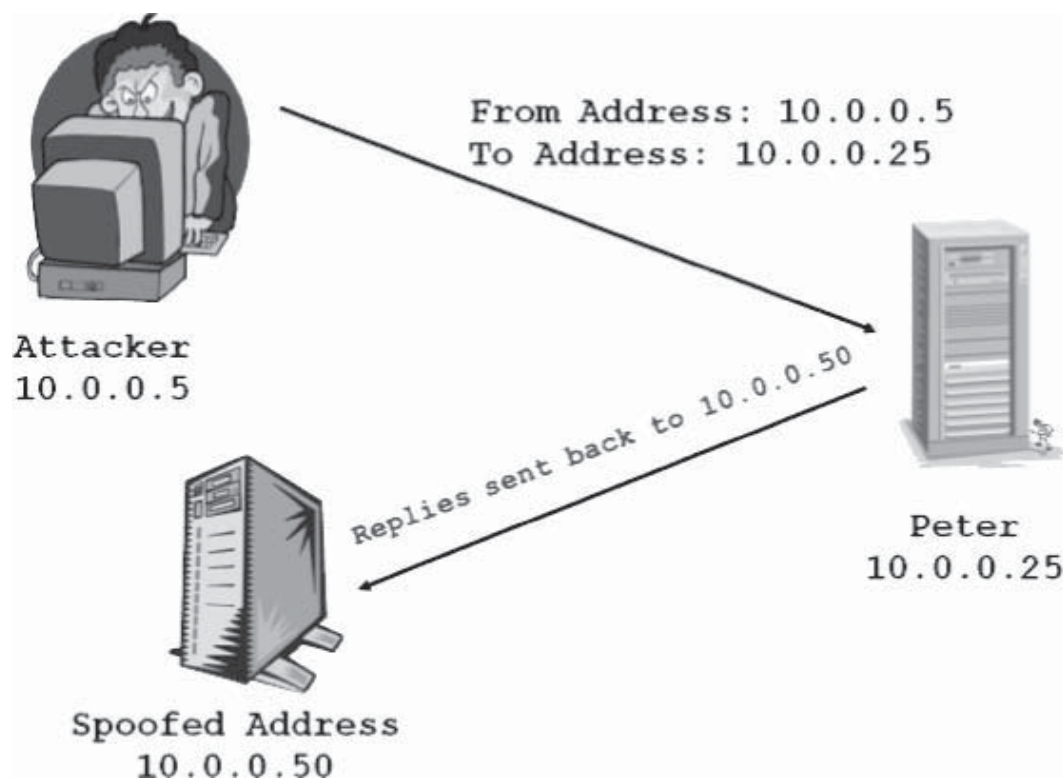 From Address: 10.0.0.5
To Address: 10.0.0.25
Attacker
10.0.0.5
Replies sent back to 10.0.0.50
Peter
10.0.0.25
Spoofed Address
10.0.0.50